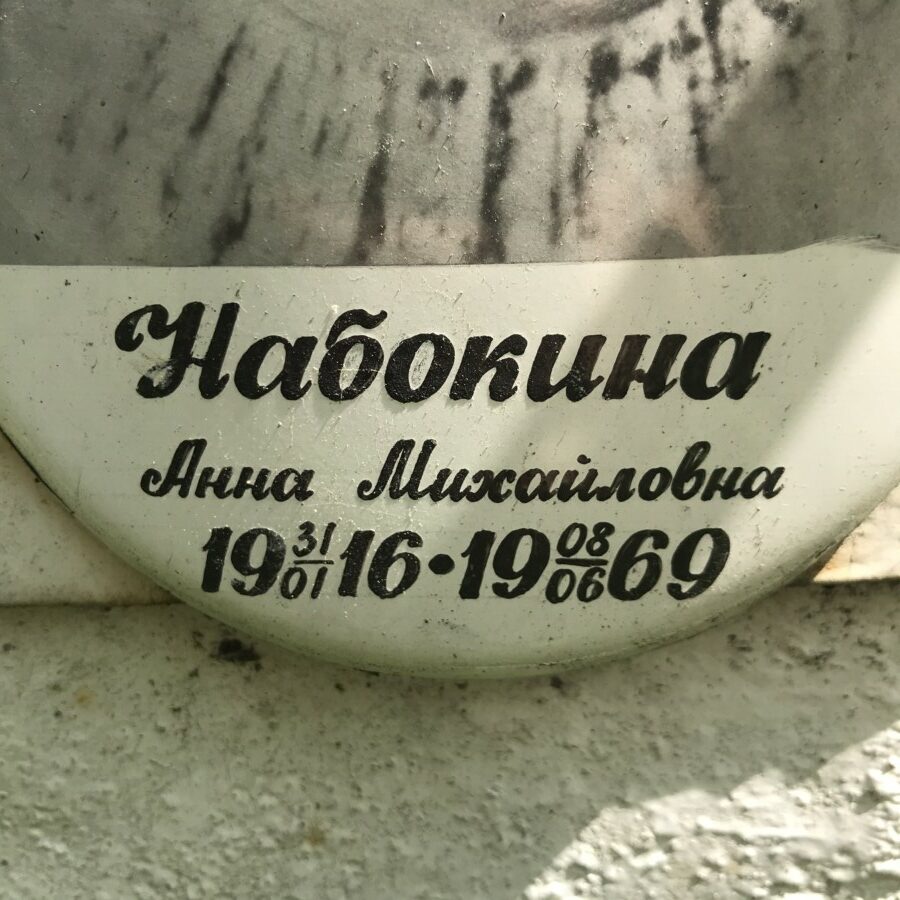 Набокина
Анна Михайловна
19 31/01 16 • 19 08/06 69